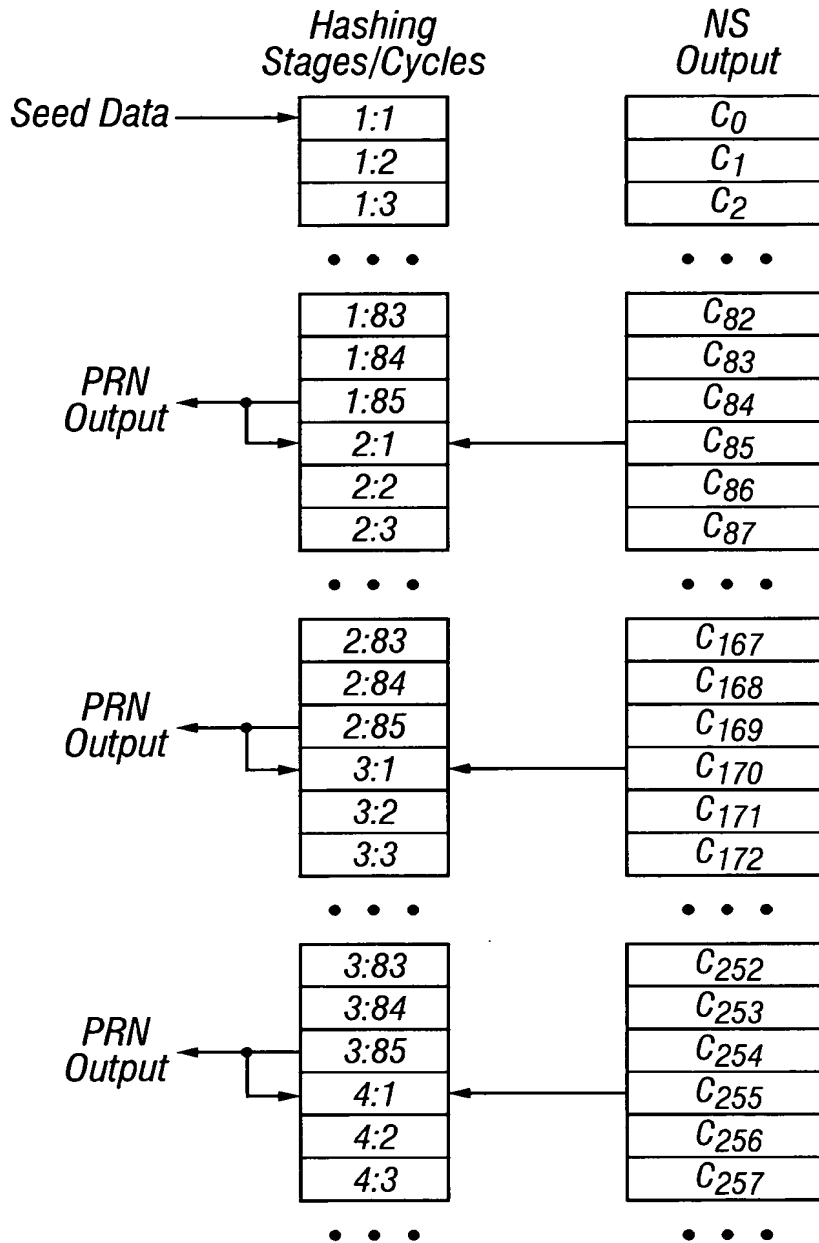 Hashing
Stages/Cycles
NS
Output
Seed Data
1:1
C0
1:2
C1
1:3
C2
• • •
• • •
1:83
C82
1:84
C83
PRN
Output
1:85
C84
2:1
C85
2:2
C86
2:3
C87
• • •
• • •
2:83
C167
2:84
C168
PRN
Output
2:85
C169
3:1
C170
3:2
C171
3:3
C172
• • •
• • •
3:83
C252
3:84
C253
PRN
Output
3:85
C254
4:1
C255
4:2
C256
4:3
C257
• • •
• • •